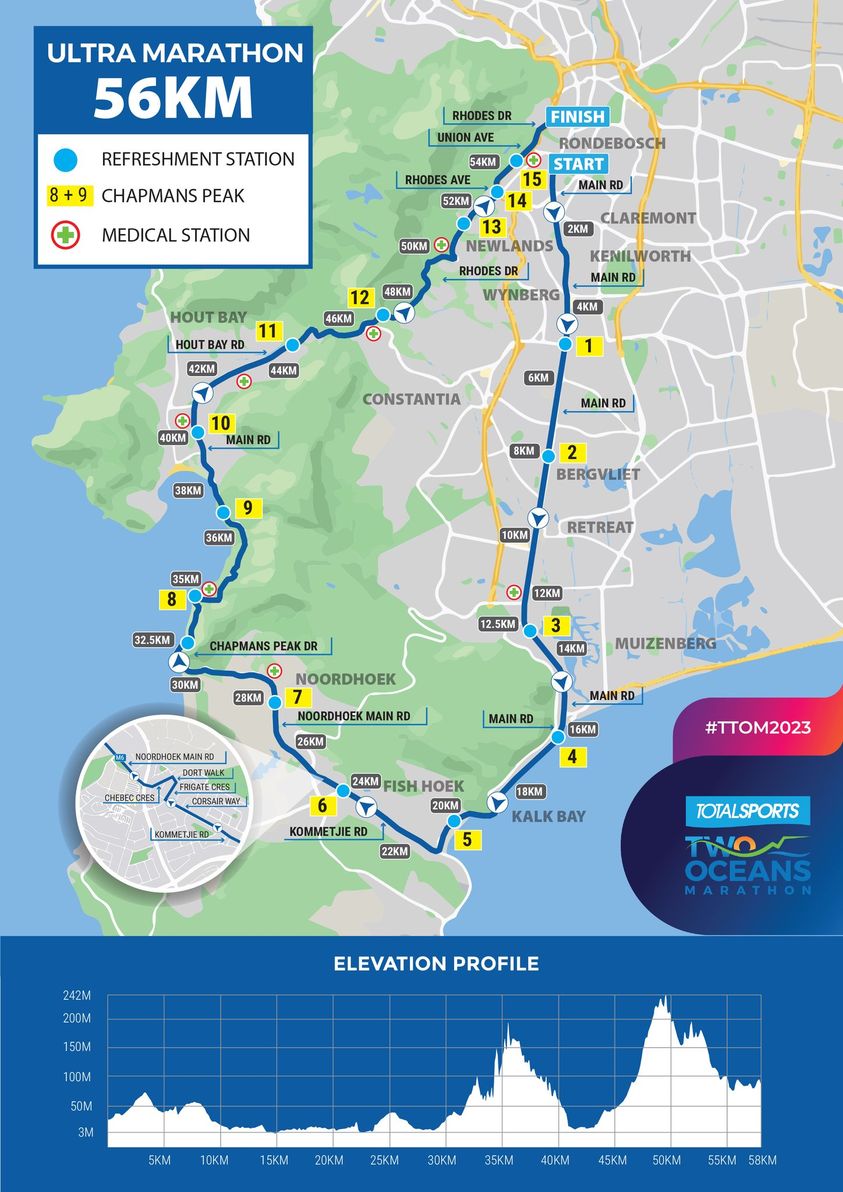 ULTRA MARATHON
56KM
REFRESHMENT STATION
8 + 9 CHAPMANS PEAK
MEDICAL STATION
RHODES DR
FINISH
UNION AVE
RONDEBOSCH
54KM
START
RHODES AVE
15
MAIN RD
52KM
14
CLAREMONT
13
2KM
50KM
NEWLANDS
KENILWORTH
RHODES DR
MAIN RD
48KM
WYNBERG
12
4KM
HOUT BAY
46KM
11
HOUT BAY RD
1
42KM
44KM
6KM
CONSTANTIA
MAIN RD
10
40KM
MAIN RD
8KM
2
BERGVLIET
38KM
9
RETREAT
36KM
10KM
35KM
8
12KM
12.5KM
3
32.5KM
CHAPMANS PEAK DR
14KM
MUIZENBERG
30KM
NOORDHOEK
28KM
7
MAIN RD
NOORDHOEK MAIN RD
MAIN RD
16KM
#TTOM2023
26KM
4
M6
NOORDHOEK MAIN RD
DORT WALK
FRIGATE CRES
CHEBEC CRES
CORSAIR WAY
KOMMETJIE RD
24KM
FISH HOEK
18KM
6
20KM
KALK BAY
KOMMETJIE RD
5
22KM
TOTALSPORTS
TWO
OCEANS
MARATHON
ELEVATION PROFILE
242M
200M
150M
100M
50M
3M
5KM 10KM 15KM 20KM 25KM 30KM 35KM 40KM 45KM 50KM 55KM 58KM